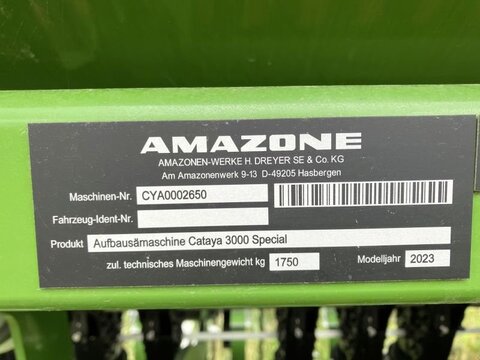 AMAZONE
AMAZONEN-WERKE H. DREYER SE & Co. KG
Am Amazonenwerk 9-13 D-49205 Hasbergen
Maschinen-Nr. CYA0002650
Fahrzeug-Ident-Nr.
Produkt Aufbausämaschine Cataya 3000 Special
zul. technisches Maschinengewicht kg 1750 Modelljahr 2023